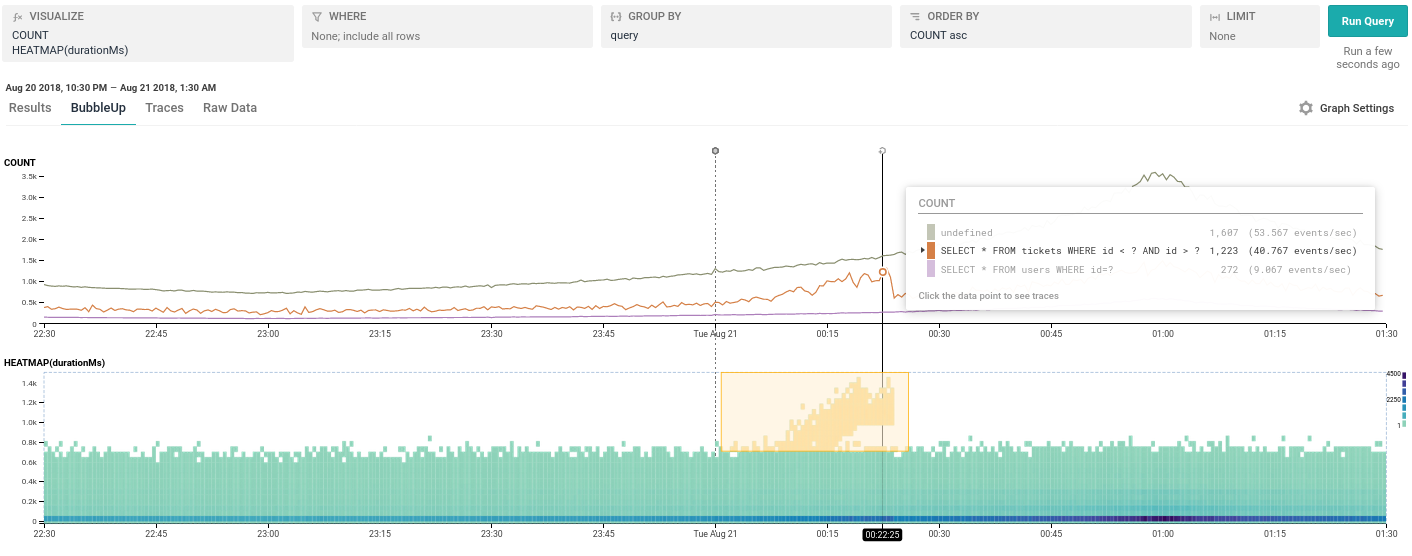 VISUALIZE
COUNT
HEATMAP(durationMs)
WHERE
None; include all rows
GROUP BY
query
ORDER BY
COUNT asc
LIMIT
None
Run Query
Run a few
seconds ago
Aug 20 2018, 10:30 PM – Aug 21 2018, 1:30 AM
Results BubbleUp Traces Raw Data
Graph Settings
COUNT
3.5k
3.0k
2.5k
2.0k
1.5k
1.0k
0.5k
0
22:30 22:45 23:00 23:15 23:30 23:45 Tue Aug 21 00:15 00:30 00:45 01:00 01:15 01:30
COUNT
undefined 1,607 (53.567 events/sec)
SELECT * FROM tickets WHERE id < ? AND id > ? 1,223 (40.767 events/sec)
SELECT * FROM users WHERE id=? 272 (9.067 events/sec)
Click the data point to see traces
HEATMAP(durationMs)
1.4k
1.2k
1.0k
0.8k
0.6k
0.4k
0.2k
0
4500
2250
1
22:30 22:45 23:00 23:15 23:30 23:45 Tue Aug 21 00:15 00:22:25 00:30 00:45 01:00 01:15 01:30